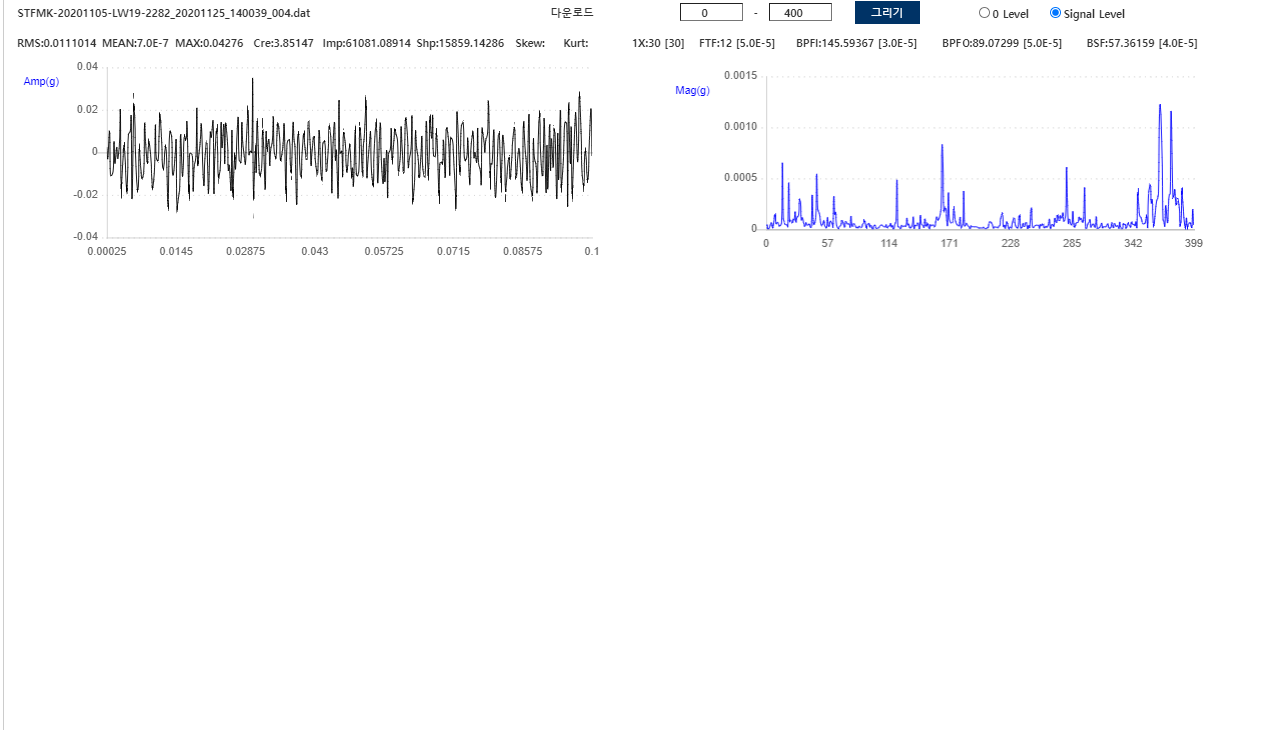 STFMK-20201105-LW19-2282_20201125_140039_004.dat 다운로드 0 - 400 그리기 0 Level Signal Level
RMS:0.0111014 MEAN:7.0E-7 MAX:0.04276 Cre:3.85147 Imp:61081.08914 Shp:15859.14286 Skew: Kurt: 1X:30 [30] FTF:12 [5.0E-5] BPFI:145.59367 [3.0E-5] BPFO:89.07299 [5.0E-5] BSF:57.36159 [4.0E-5]
Amp(g)
0.04
0.02
0
-0.02
-0.04
0.00025 0.0145 0.02875 0.043 0.05725 0.0715 0.08575 0.1
Mag(g)
0.0015
0.0010
0.0005
0
0 57 114 171 228 285 342 399